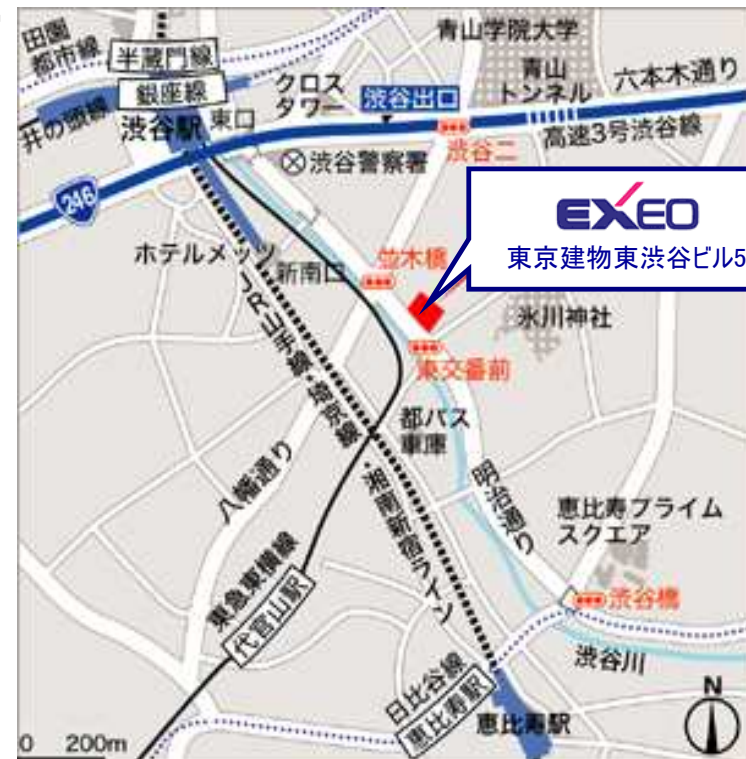 田園
都市線
半蔵門線
銀座線
井の頭線
渋谷駅
東口
クロス
タワー
渋谷出口
青山学院大学
青山
トンネル
六本木通り
高速3号渋谷線
渋谷二
渋谷警察署
246
EXEO
東京建物東渋谷ビル5
ホテルメッツ
新南口
並木橋
氷川神社
東交番前
JR山手線・埼京線・湘南新宿ライン
都バス
車庫
八幡通り
明治通り
恵比寿プライム
スクエア
東急東横線
代官山駅
渋谷橋
渋谷川
日比谷線
恵比寿駅
恵比寿駅
N
0 200m